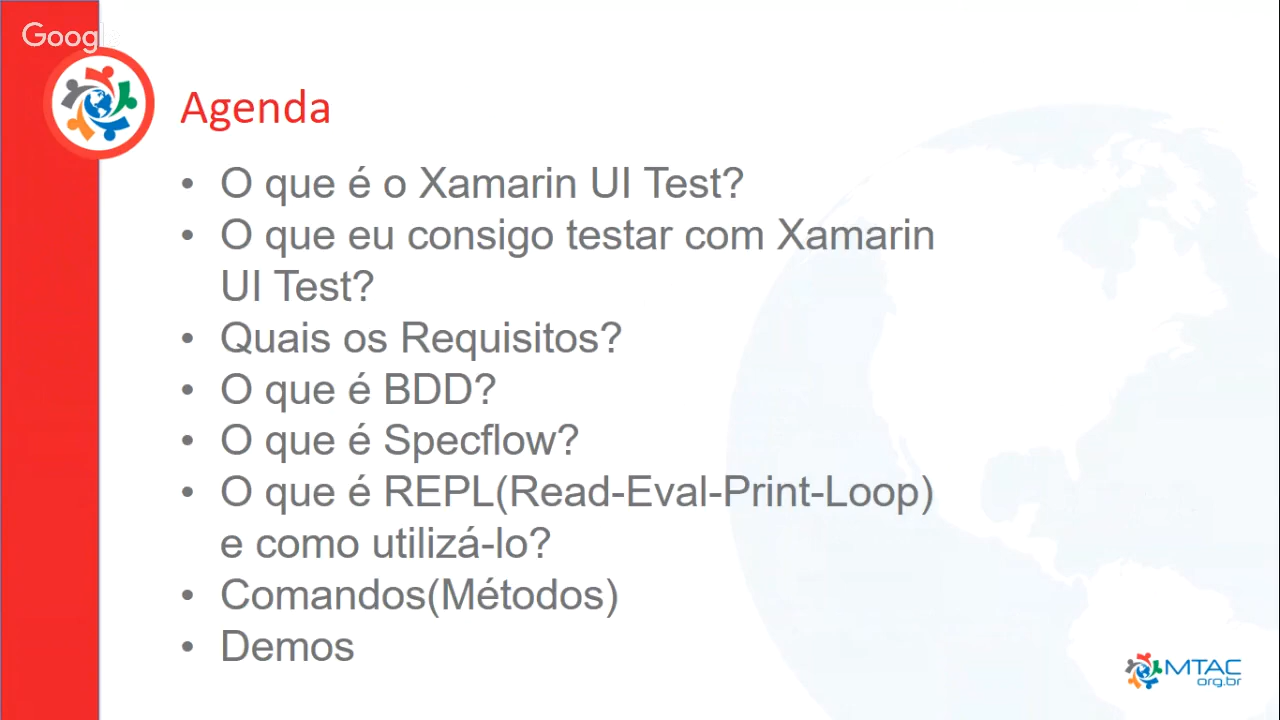 Google
Agenda
• O que é o Xamarin UI Test?
• O que eu consigo testar com Xamarin
UI Test?
• Quais os Requisitos?
• O que é BDD?
• O que é Specflow?
• O que é REPL(Read-Eval-Print-Loop)
e como utilizá-lo?
• Comandos(Métodos)
• Demos
MTAC
org.br